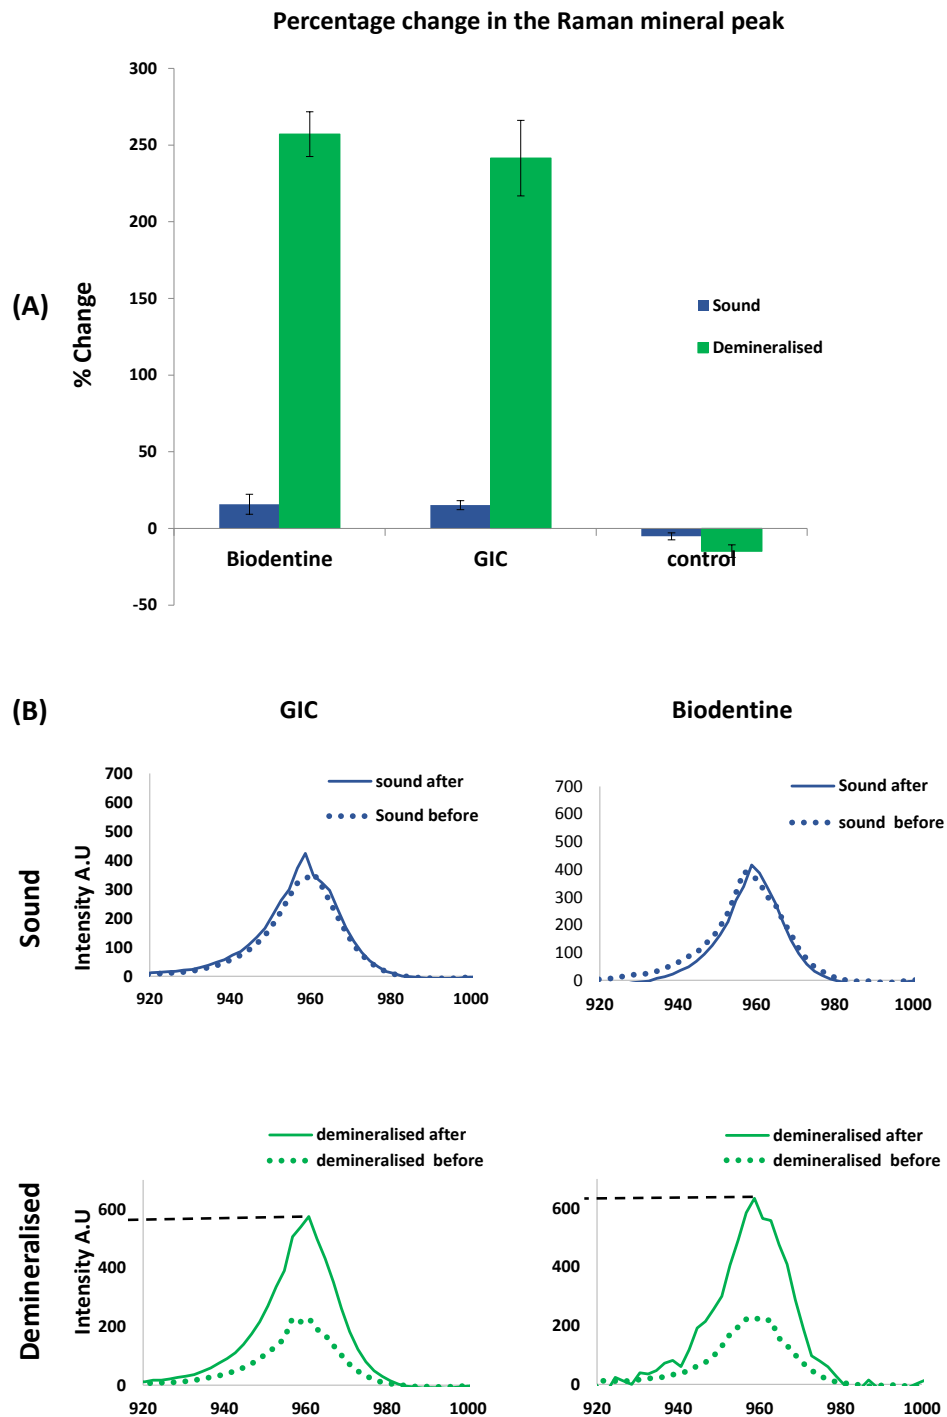 Percentage change in the Raman mineral peak
(A)
% Change
300
250
200
150
100
50
0
-50
Biodentine GIC control
Sound
Demineralised
(B)
GIC
Biodentine
Sound
Intensity A.U
700
600
500
400
300
200
100
0
920 940 960 980 1000
sound after
Sound before
700
600
500
400
300
200
100
0
920 940 960 980 1000
Sound after
sound before
Demineralised
Intensity A.U
demineralised after
demineralised before
600
400
200
0
920 940 960 980 1000
demineralised after
demineralised before
600
400
200
0
920 940 960 980 1000